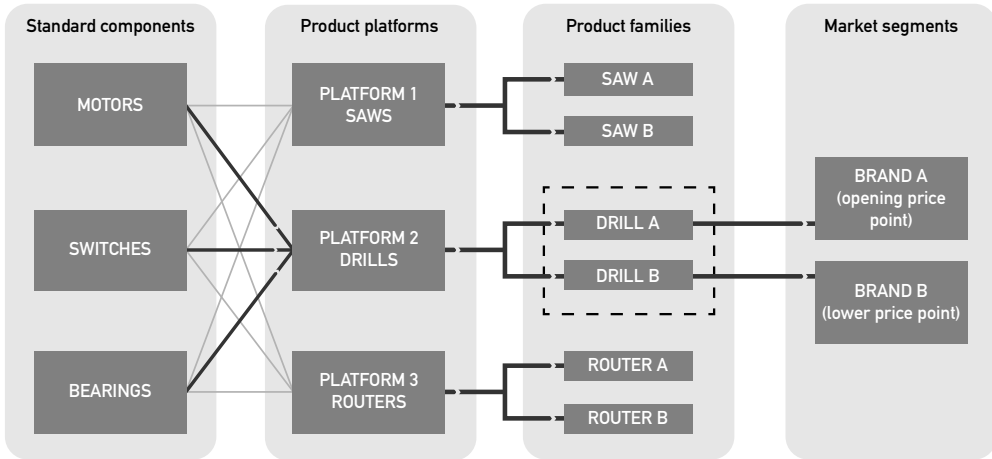 Standard components
Product platforms
Product families
Market segments
MOTORS
SWITCHES
BEARINGS
PLATFORM 1
SAWS
PLATFORM 2
DRILLS
PLATFORM 3
ROUTERS
SAW A
SAW B
DRILL A
DRILL B
ROUTER A
ROUTER B
BRAND A
(opening price
point)
BRAND B
(lower price point)